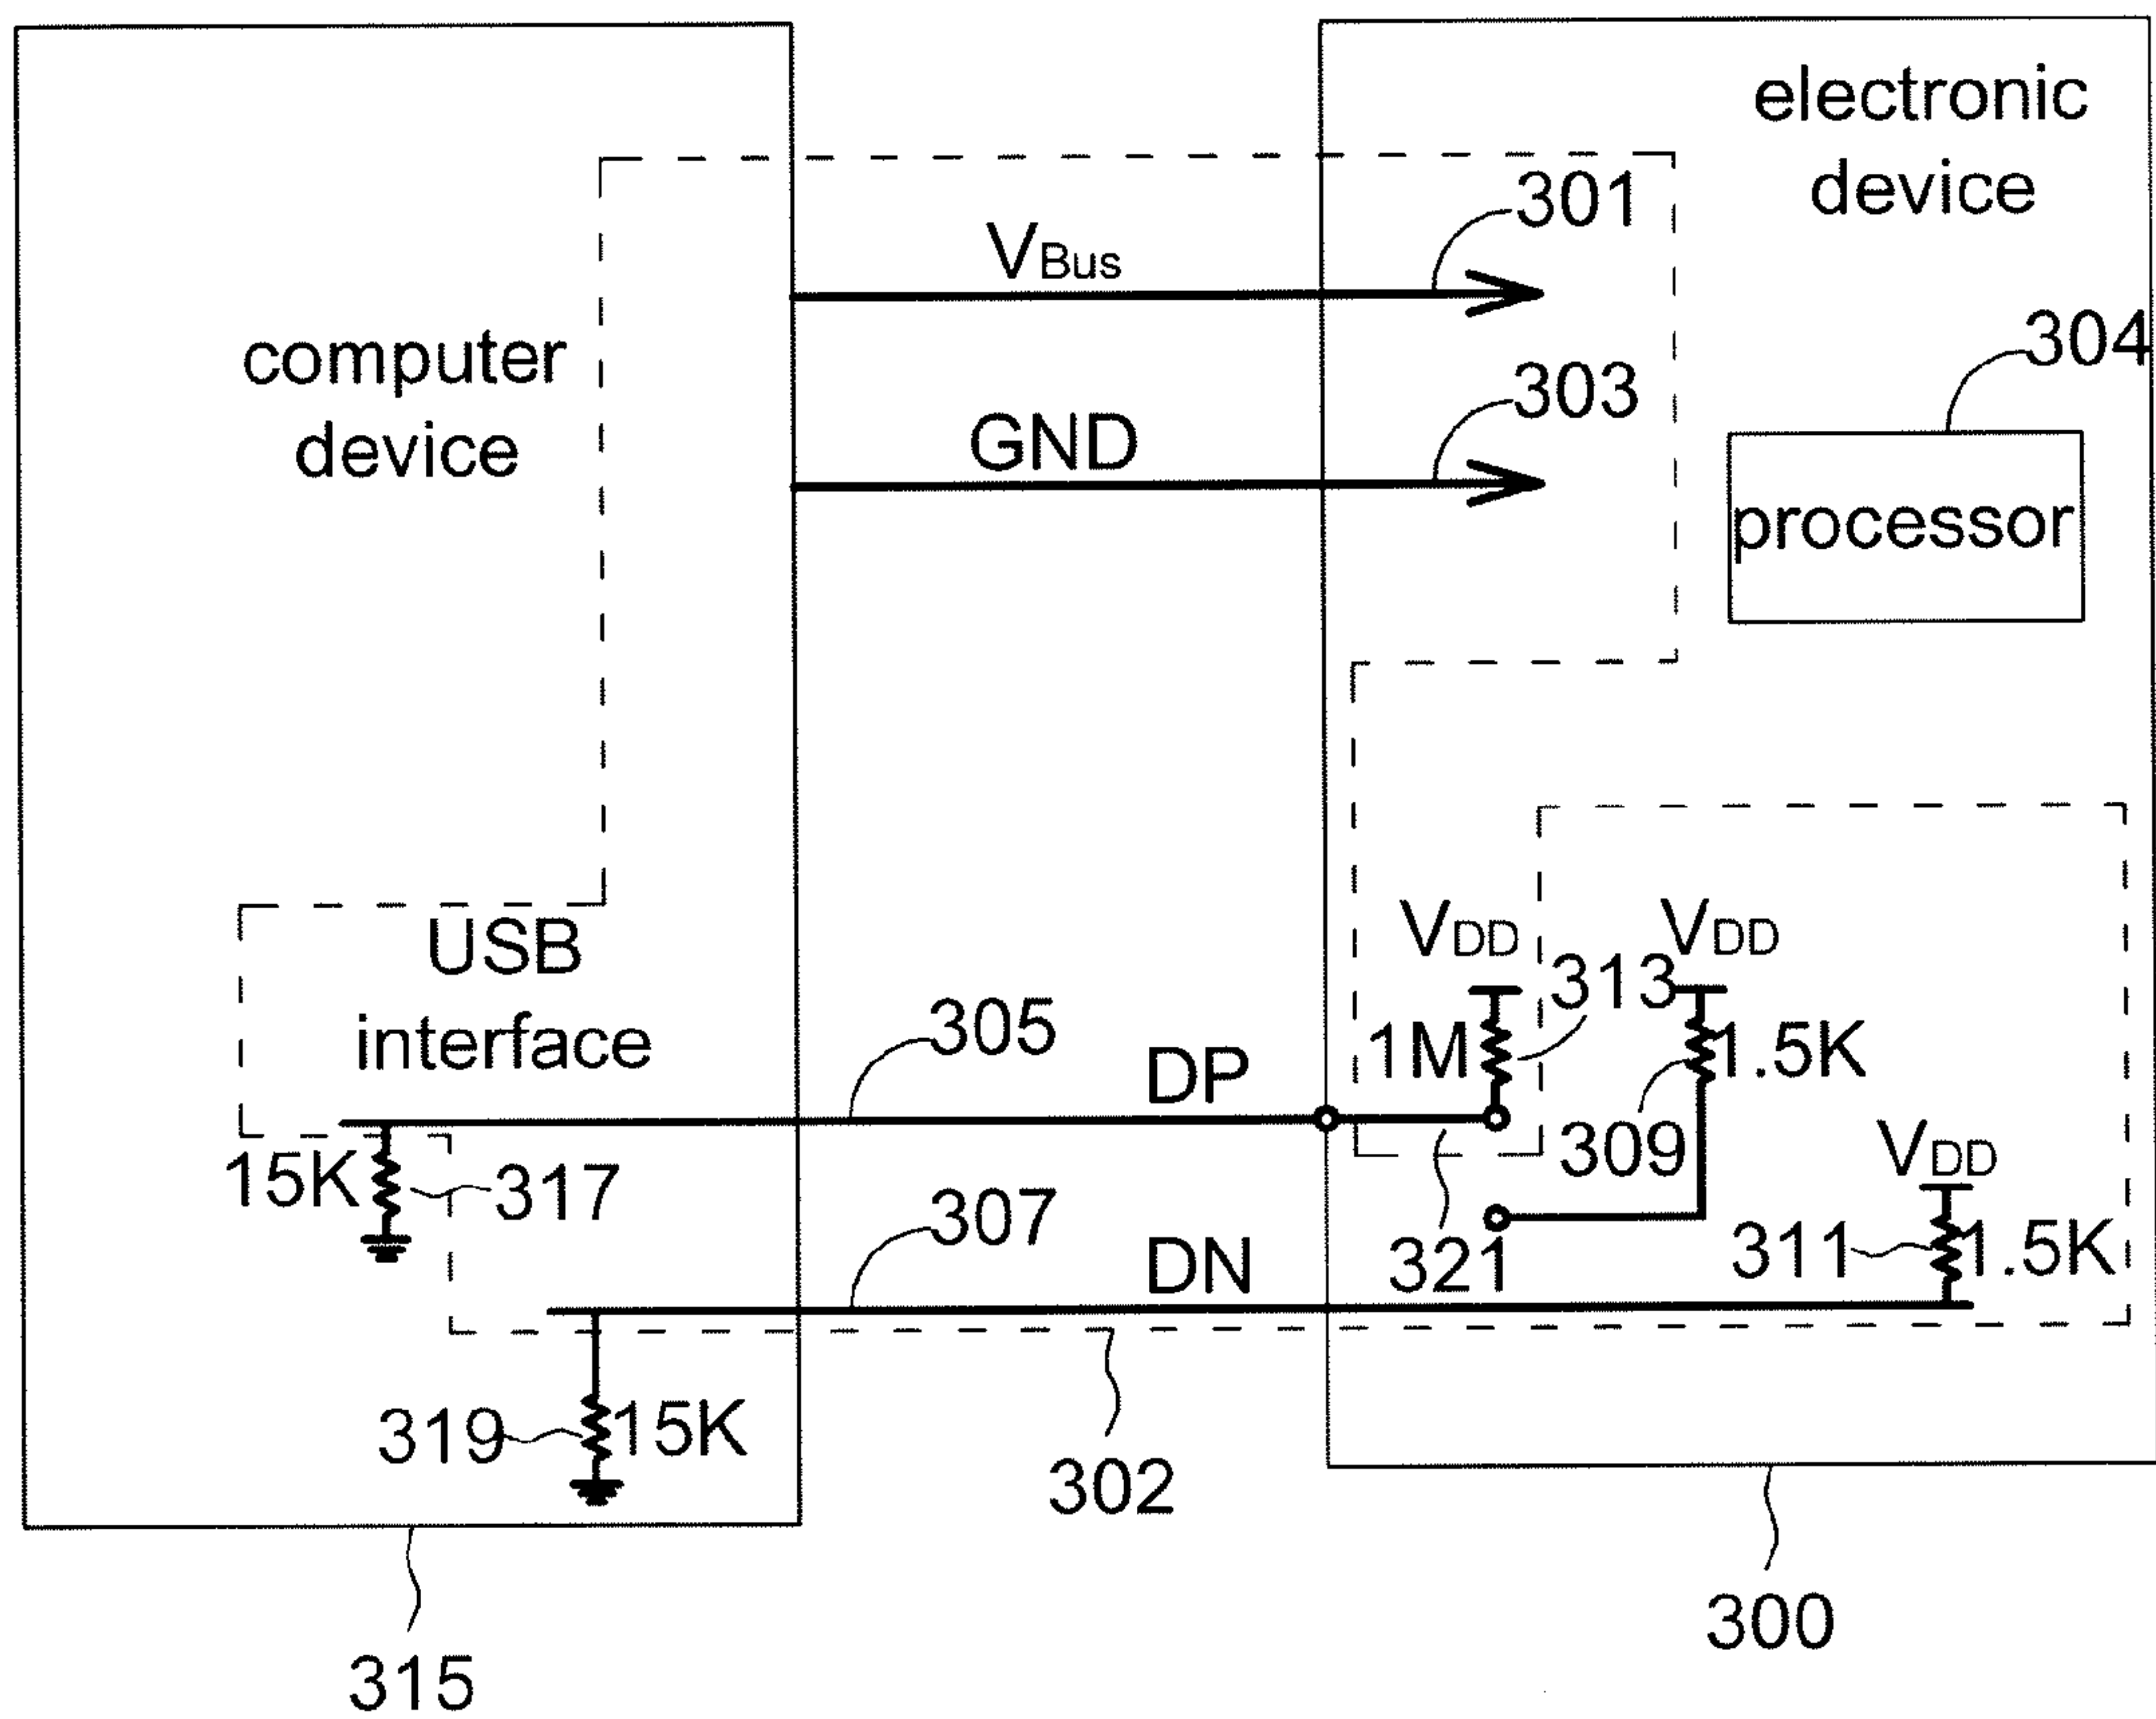 electronic
device
301
VBus
304
computer
device
303
GND
processor
USB
interface
VDD
VDD
313
305
DP
1M
1.5K
309
VDD
15K
317
307
DN
321
311
1.5K
319
15K
302
300
315